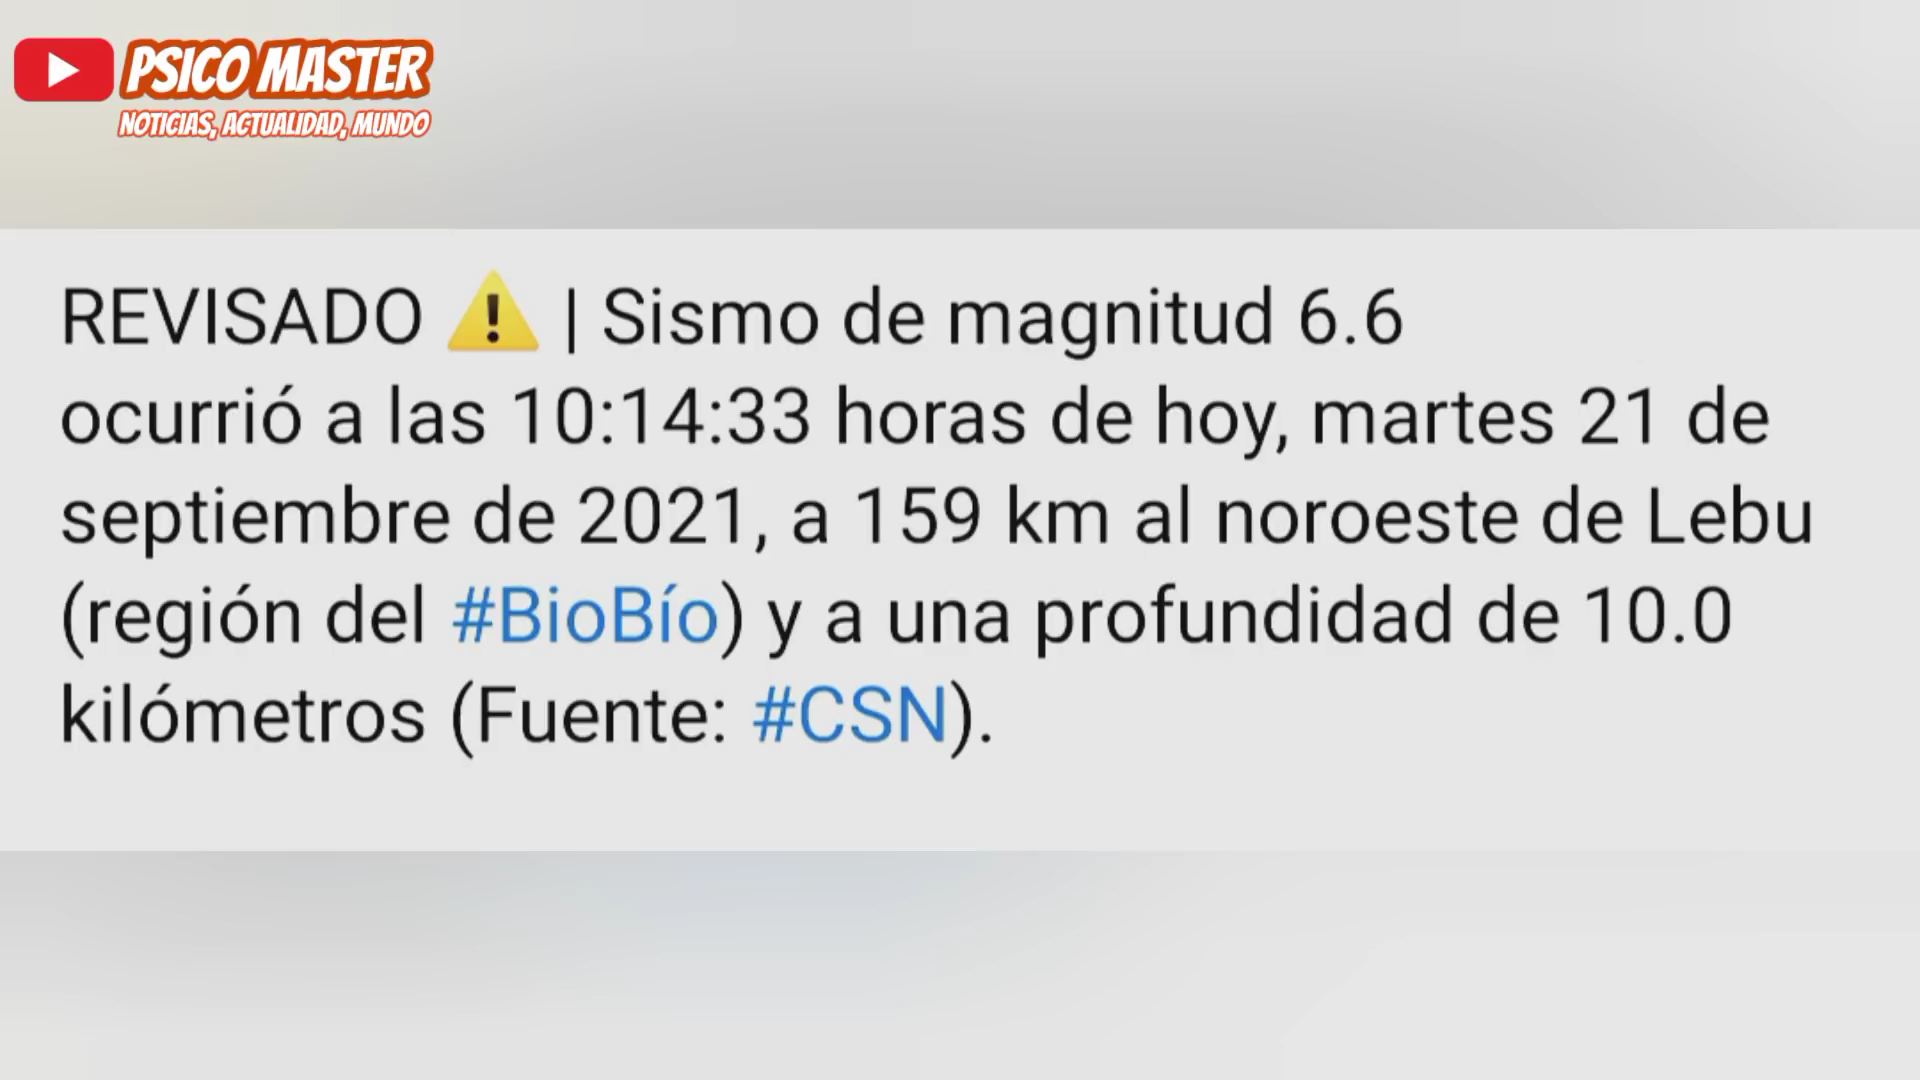 PSICO MASTER
NOTICIAS, ACTUALIDAD, MUNDO
REVISADO ⚠️ | Sismo de magnitud 6.6
ocurrió a las 10:14:33 horas de hoy, martes 21 de
septiembre de 2021, a 159 km al noroeste de Lebu
(región del #BioBío) y a una profundidad de 10.0
kilómetros (Fuente: #CSN).